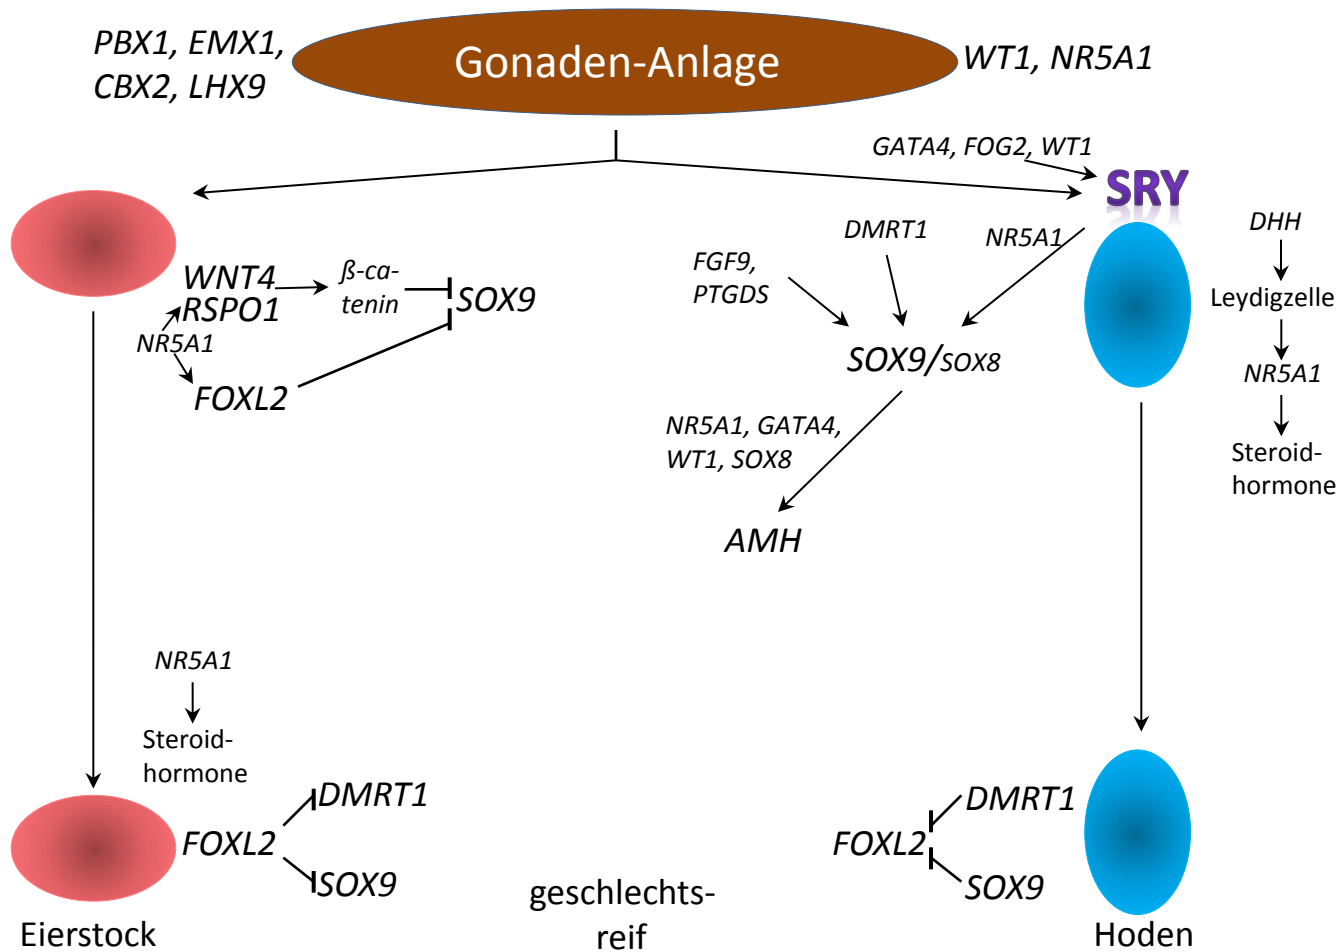 PBX1, EMX1,
CBX2, LHX9
Gonaden-Anlage
WT1, NR5A1
GATA4, FOG2, WT1
SRY
WNT4
RSPO1
NR5A1
FOXL2
ß-ca-
tenin
SOX9
FGF9,
PTGDS
DMRT1
NR5A1
SOX9/SOX8
NR5A1, GATA4,
WT1, SOX8
AMH
DHH
Leydigzelle
NR5A1
Steroid-
hormone
NR5A1
Steroid-
hormone
FOXL2
DMRT1
SOX9
Eierstock
geschlechts-
reif
FOXL2
DMRT1
SOX9
Hoden